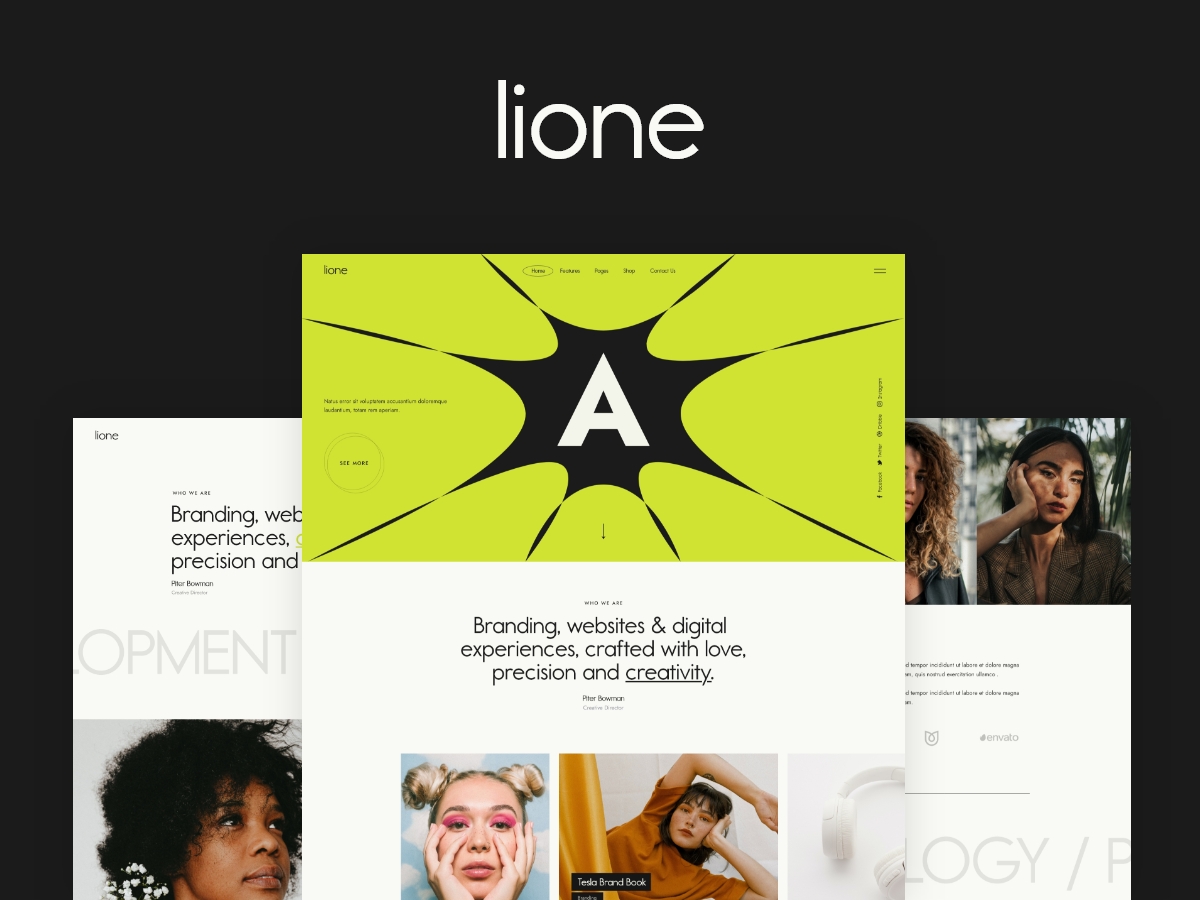 lione
lione
Home
Features
Pages
Shop
Contact Us
A
Natus error sit voluptatem accusantium doloremque
laudantium, totam rem aperiam.
SEE MORE
Instagram
Dribble
Twitter
Facebook
WHO WE ARE
Branding, websites & digital
experiences, crafted with love,
precision and creativity.
Piter Bowman
Creative Director
Tesla Brand Book
Branding
lione
WHO WE ARE
Branding, web
experiences,
precision and
Piter Bowman
Creative Director
LOPMENT
d tempor incididunt ut labore et dolore magna
am, quis nostrud exercitation ullamco .
d tempor incididunt ut labore et dolore magna
am.
envato
LOGY / P